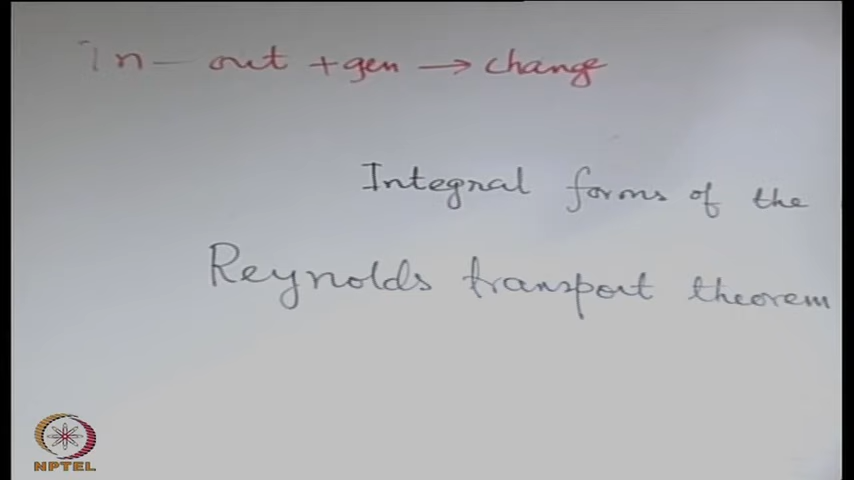 In - out + gen → change
Integral forms of the
Reynolds transport theorem
NPTEL